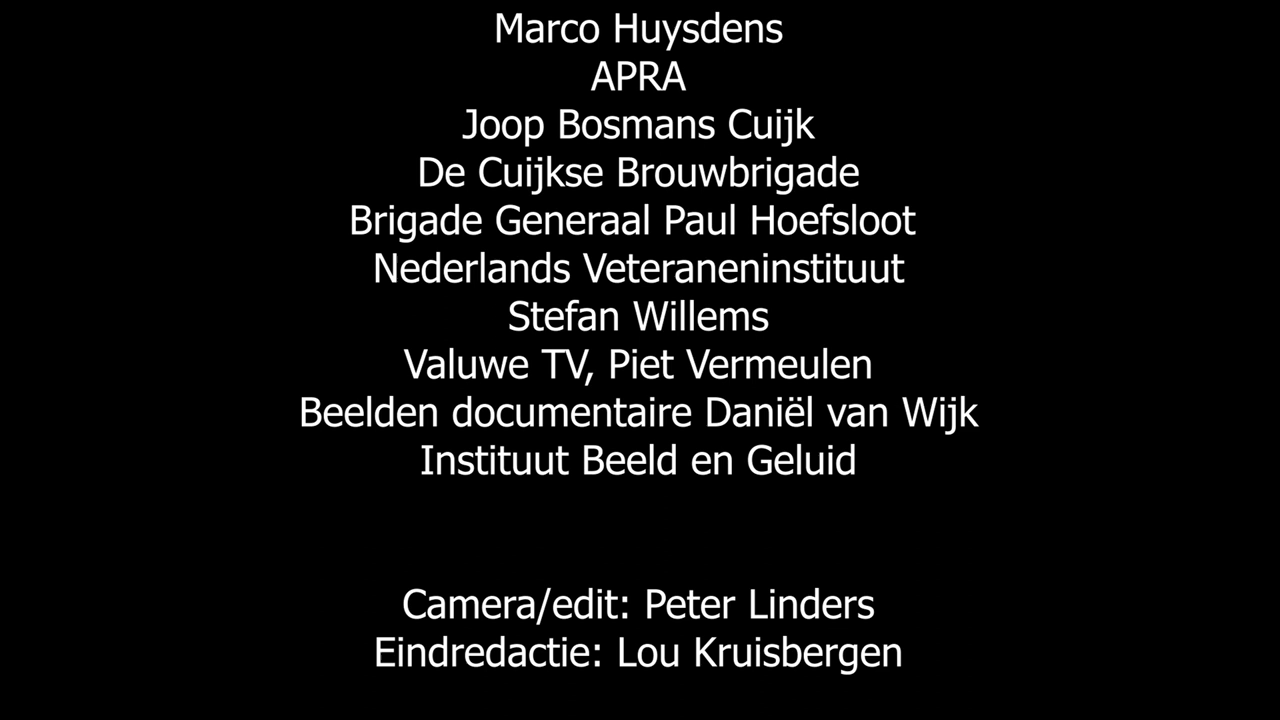 Marco Huysdens
APRA
Joop Bosmans Cuijk
De Cuijkse Brouwbrigade
Brigade Generaal Paul Hoefsloot
Nederlands Veteraneninstituut
Stefan Willems
Valuwe TV, Piet Vermeulen
Beelden documentaire Daniël van Wijk
Instituut Beeld en Geluid
Camera/edit: Peter Linders
Eindredactie: Lou Kruisbergen